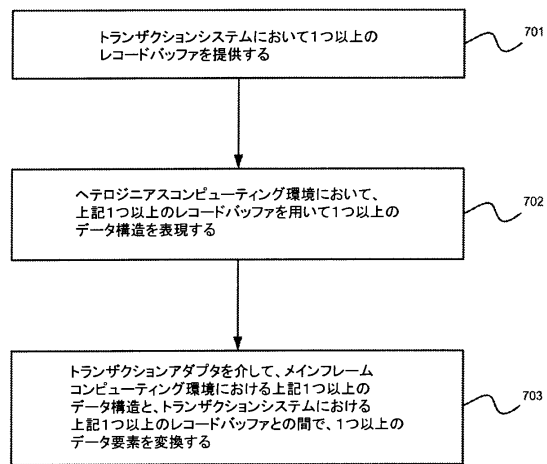 トランザクションシステムにおいて1つ以上の
レコードバッファを提供する
701
ヘテロジニアスコンピューティング環境において、
上記1つ以上のレコードバッファを用いて1つ以上の
データ構造を表現する
702
トランザクションアダプタを介して、メインフレーム
コンピューティング環境における上記1つ以上の
データ構造と、トランザクションシステムにおける
上記1つ以上のレコードバッファとの間で、1つ以上の
データ要素を変換する
703